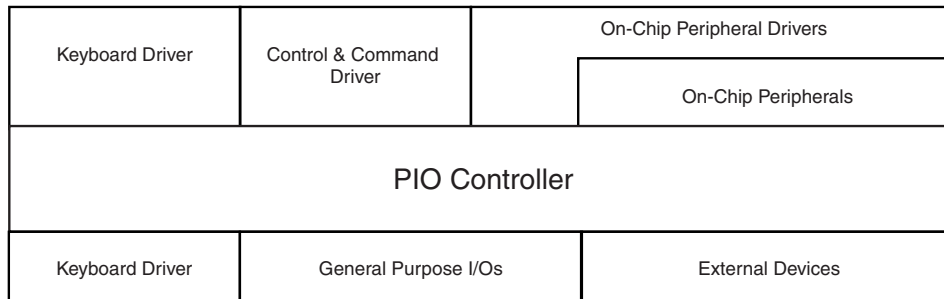 On-Chip Peripheral Drivers
Keyboard Driver
Control & Command
Driver
On-Chip Peripherals
PIO Controller
Keyboard Driver
General Purpose I/Os
External Devices